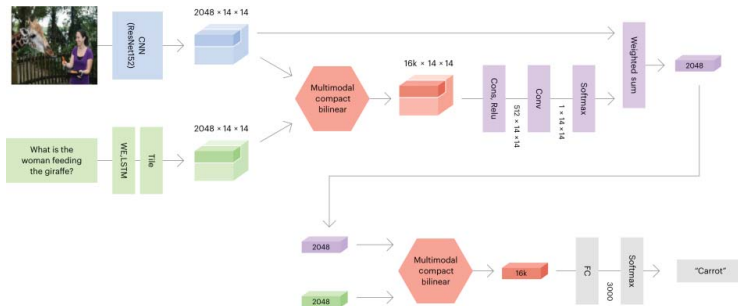 2048 × 14 × 14
CNN
(ResNet152)
16k × 14 × 14
Multimodal
compact
bilinear
Cons, Relu
512 × 14 × 14
Conv
1 × 14 × 14
Softmax
Weighted sum
2048
2048 × 14 × 14
What is the
woman feeding
the giraffe?
WE,LSTM
Tile
2048
2048
Multimodal
compact
bilinear
16k
FC
3000
Softmax
"Carrot"